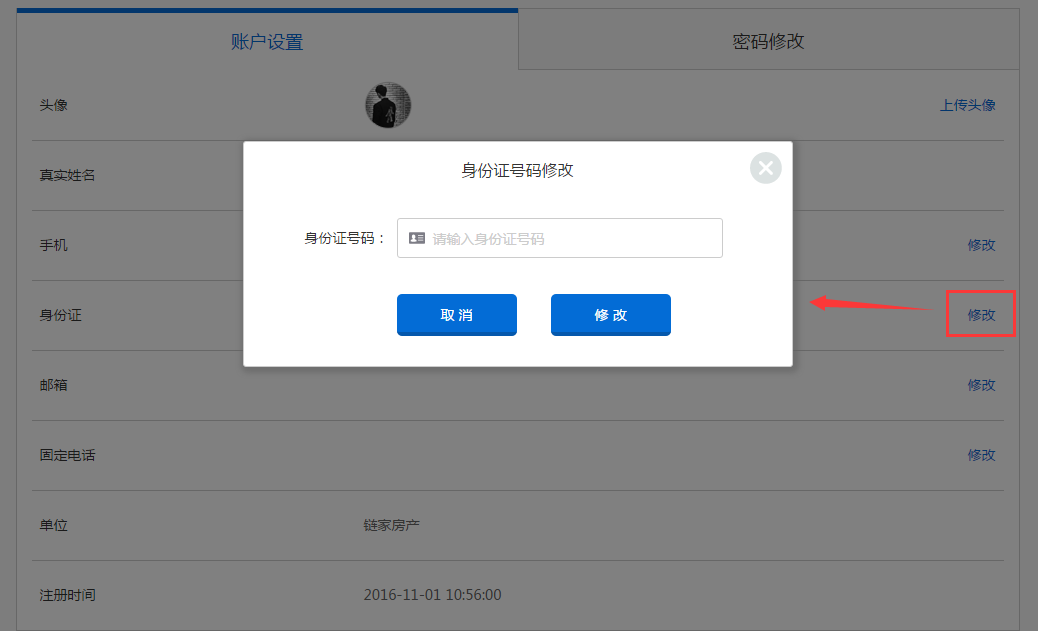 账户设置
密码修改
头像
上传头像
身份证号码修改
真实姓名
身份证号码：
请输入身份证号码
手机
修改
取消
修改
身份证
修改
邮箱
修改
固定电话
修改
单位
链家房产
注册时间
2016-11-01 10:56:00